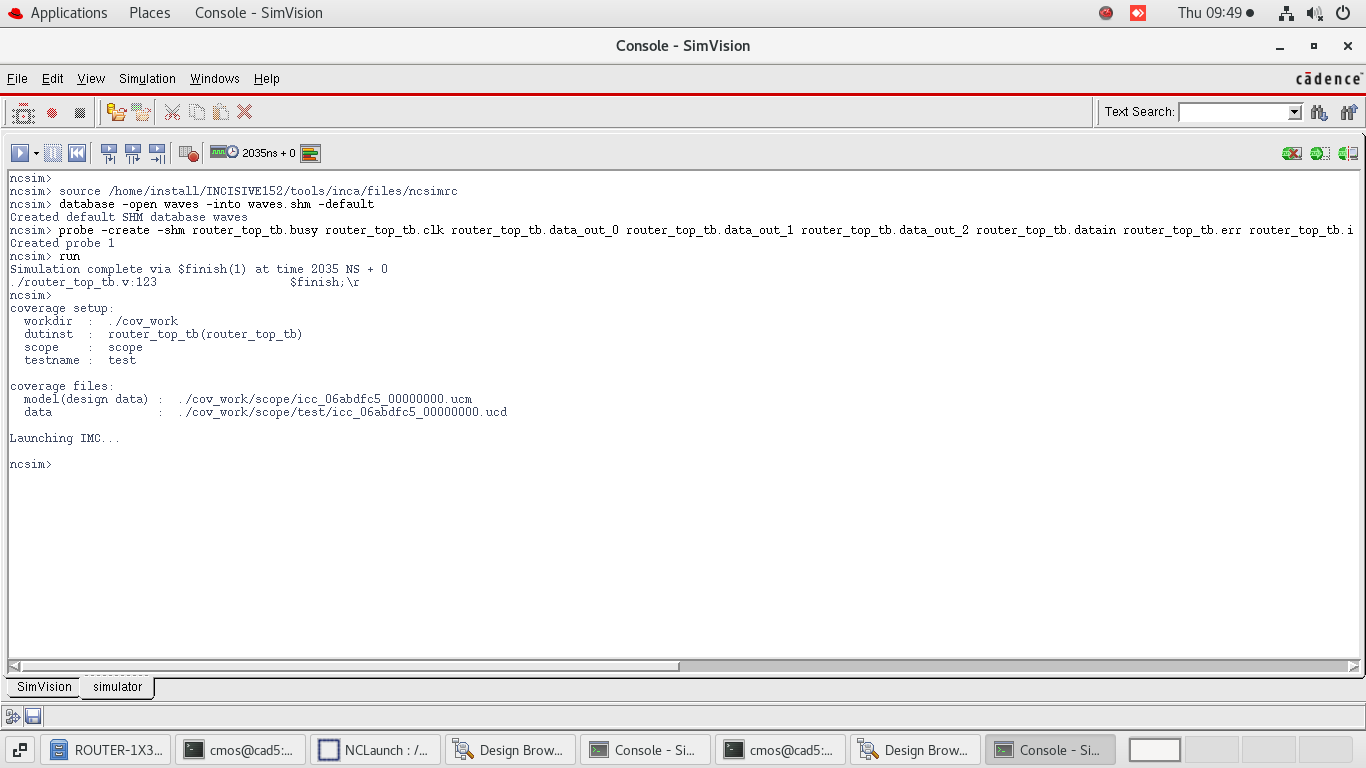 Applications Places Console - SimVision Thu 09:49
Console - SimVision
File Edit View Simulation Windows Help cādence
Text Search:
2035ns + 0
ncsim>
ncsim> source /home/install/INCISIVE152/tools/inca/files/ncsimrc
ncsim> database -open waves -into waves.shm -default
Created default SHM database waves
ncsim> probe -create -shm router_top_tb.busy router_top_tb.clk router_top_tb.data_out_0 router_top_tb.data_out_1 router_top_tb.data_out_2 router_top_tb.datain router_top_tb.err router_top_tb.i
Created probe 1
ncsim> run
Simulation complete via $finish(1) at time 2035 NS + 0
./router_top_tb.v:123 $finish;\r
ncsim>
coverage setup:
workdir : ./cov_work
dutinst : router_top_tb(router_top_tb)
scope : scope
testname : test
coverage files:
model(design data) : ./cov_work/scope/icc_06abdfc5_00000000.ucm
data : ./cov_work/scope/test/icc_06abdfc5_00000000.ucd
Launching IMC...
ncsim>
SimVision simulator
ROUTER-1X3... cmos@cad5:... NCLaunch : /... Design Brow... Console - Si... cmos@cad5:... Design Brow... Console - Si...